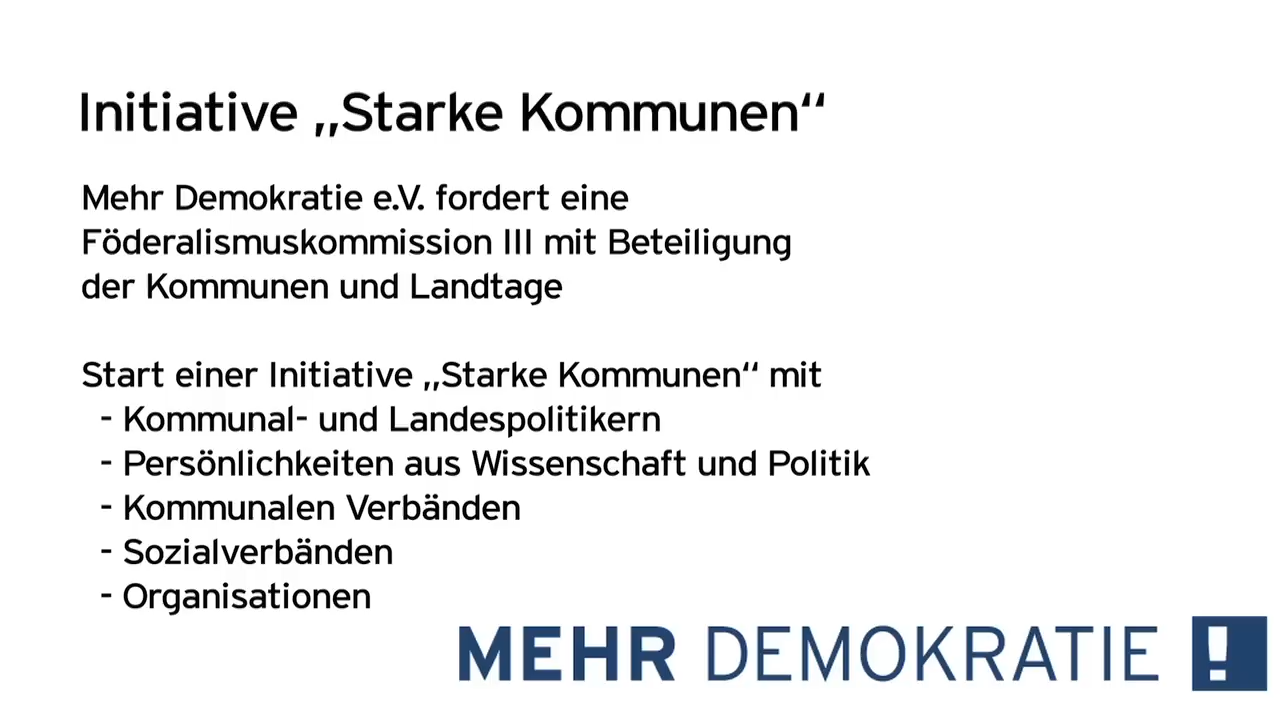 Initiative „Starke Kommunen“
Mehr Demokratie e.V. fordert eine
Föderalismuskommission III mit Beteiligung
der Kommunen und Landtage
Start einer Initiative „Starke Kommunen“ mit
- Kommunal- und Landespolitikern
- Persönlichkeiten aus Wissenschaft und Politik
- Kommunalen Verbänden
- Sozialverbänden
- Organisationen
MEHR DEMOKRATIE !